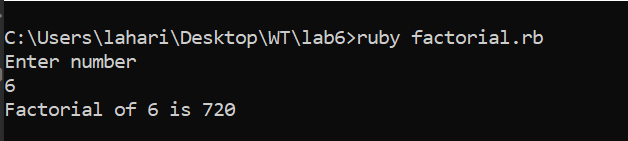 C:\Users\lahari\Desktop\WT\lab6>ruby factorial.rb
Enter number
6
Factorial of 6 is 720